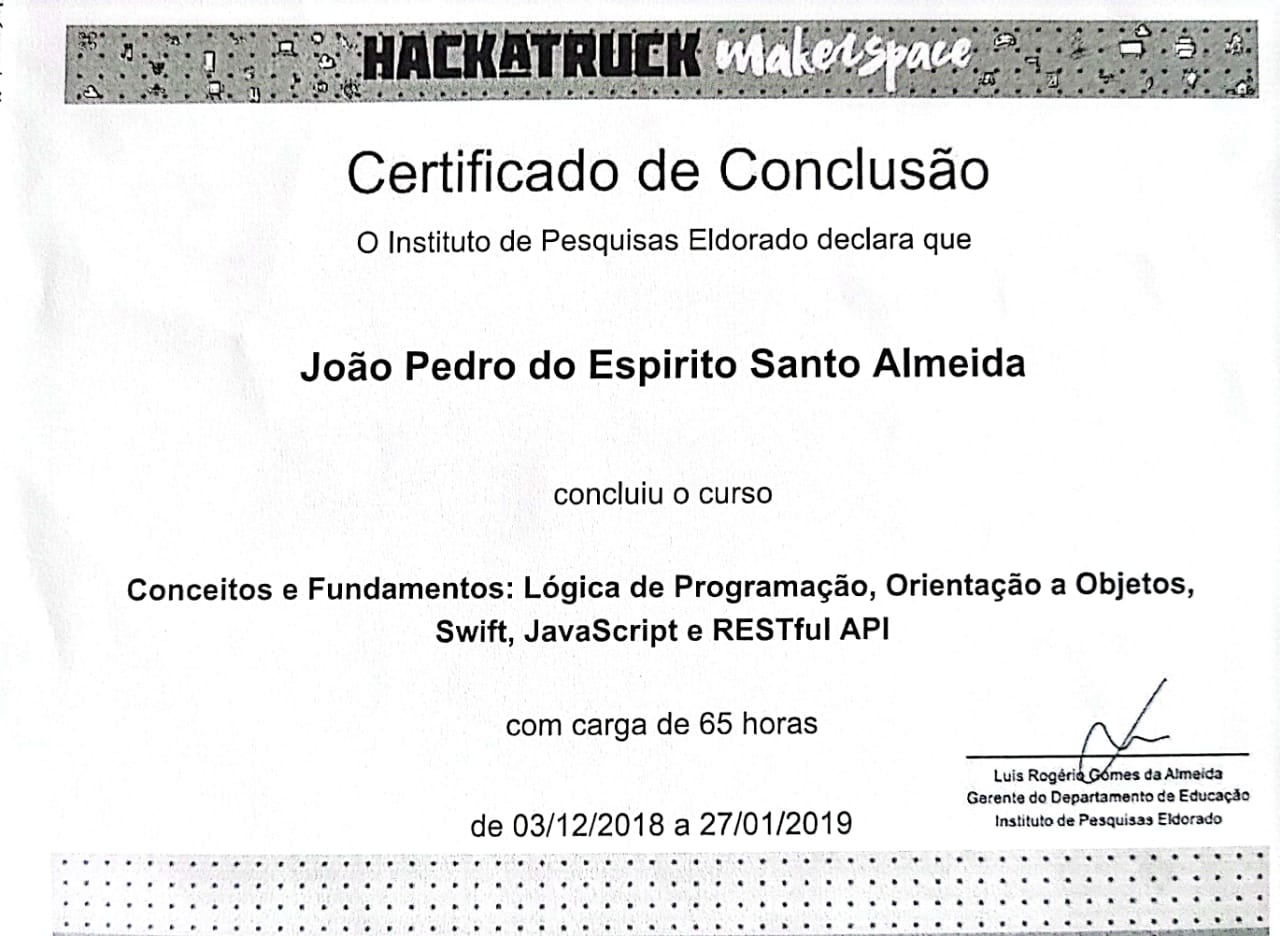 HACKATRUCK makerspace
Certificado de Conclusão
O Instituto de Pesquisas Eldorado declara que
João Pedro do Espirito Santo Almeida
concluiu o curso
Conceitos e Fundamentos: Lógica de Programação, Orientação a Objetos,
Swift, JavaScript e RESTful API
com carga de 65 horas
Luis Rogério Gomes da Almeida
Gerente do Departamento de Educação
Instituto de Pesquisas Eldorado
de 03/12/2018 a 27/01/2019